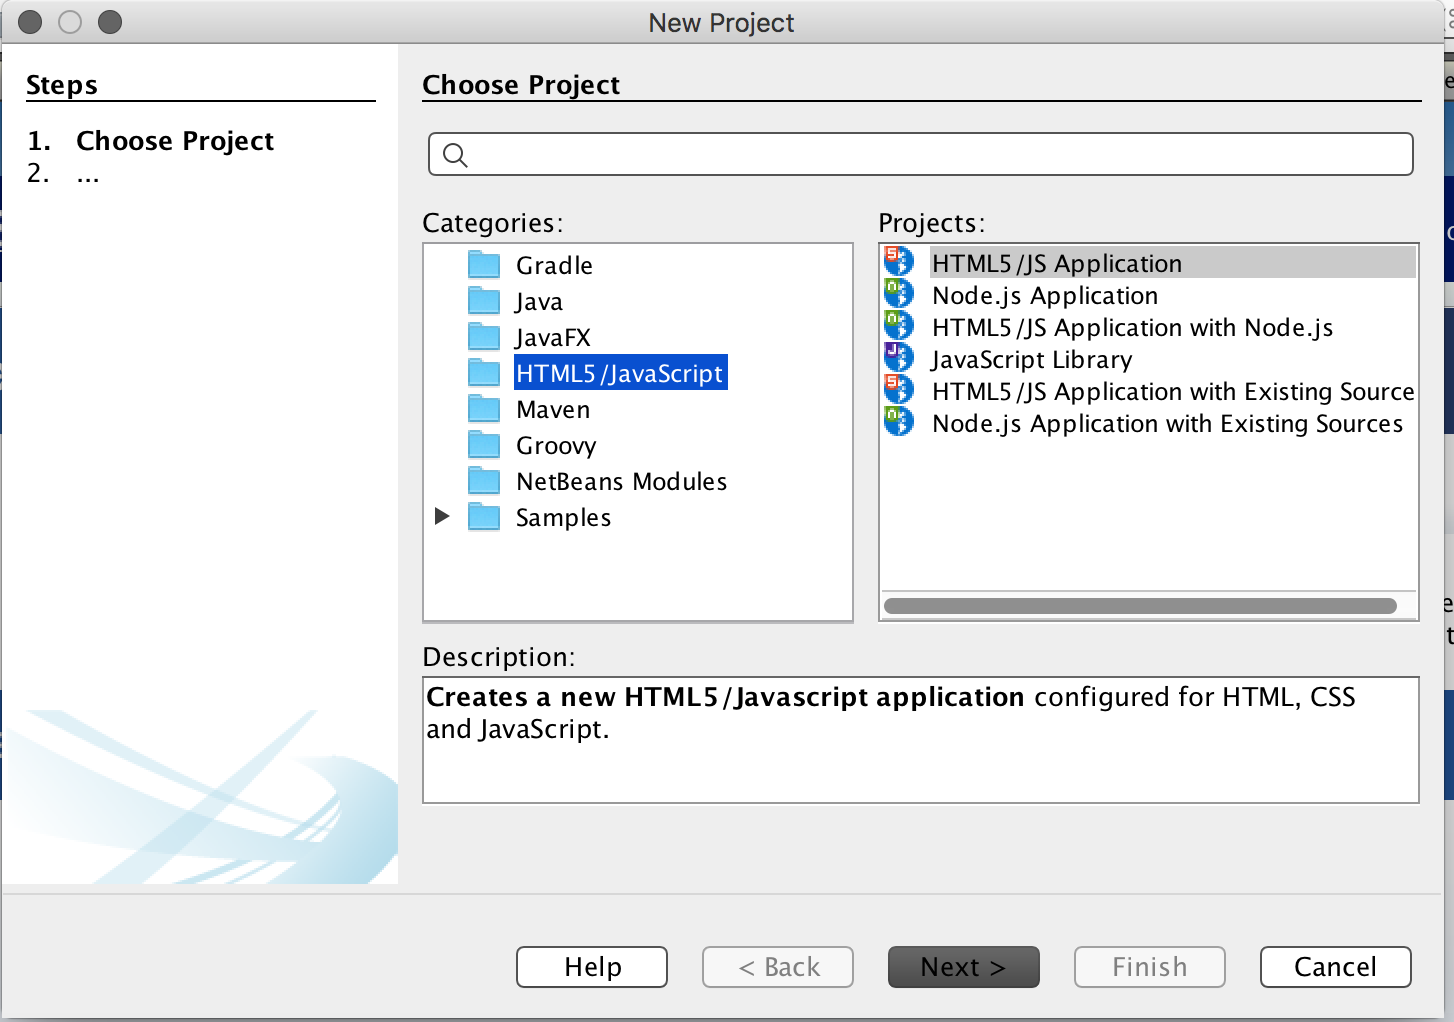 New Project
Steps
1. Choose Project
2. ...
Choose Project
Categories:
Gradle
Java
JavaFX
HTML5/JavaScript
Maven
Groovy
NetBeans Modules
Samples
Projects:
HTML5/JS Application
Node.js Application
HTML5/JS Application with Node.js
JavaScript Library
HTML5/JS Application with Existing Source
Node.js Application with Existing Sources
Description:
Creates a new HTML5/Javascript application configured for HTML, CSS
and JavaScript.
Help
< Back
Next >
Finish
Cancel